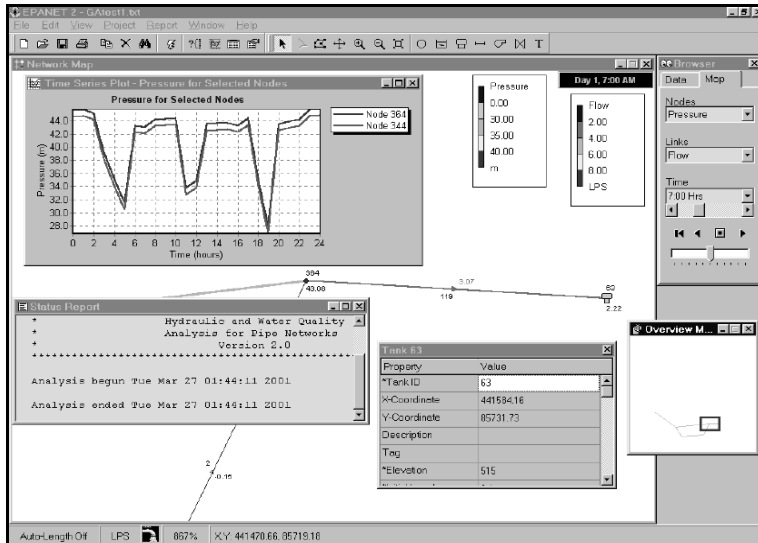 EPANET 2 - GAtest1.txt
File Edit View Project Report Window Help
Network Map
Time Series Plot - Pressure for Selected Nodes
Pressure for Selected Nodes
44.0
42.0
40.0
38.0
36.0
34.0
32.0
30.0
28.0
Pressure (m)
0 2 4 6 8 10 12 14 16 18 20 22 24
Time (hours)
Node 364
Node 344
Pressure
0.00
30.00
35.00
40.00
m
Day 1, 7:00 AM
Flow
2.00
4.00
6.00
8.00
LPS
Browser
Data Map
Nodes
Pressure
Links
Flow
Time
7:00 Hrs
364
43.00
3.07
119
63
2.22
Status Report
* Hydraulic and Water Quality
* Analysis for Pipe Networks
* Version 2.0
Analysis begun Tue Mar 27 01:44:11 2001
Analysis ended Tue Mar 27 01:44:11 2001
Tank 63
Property Value
*Tank ID 63
X-Coordinate 441564.16
Y-Coordinate 85731.73
Description
Tag
*Elevation 515
Overview M...
2
-0.15
Auto-Length Off LPS 867% X,Y: 441470.66, 85719.18